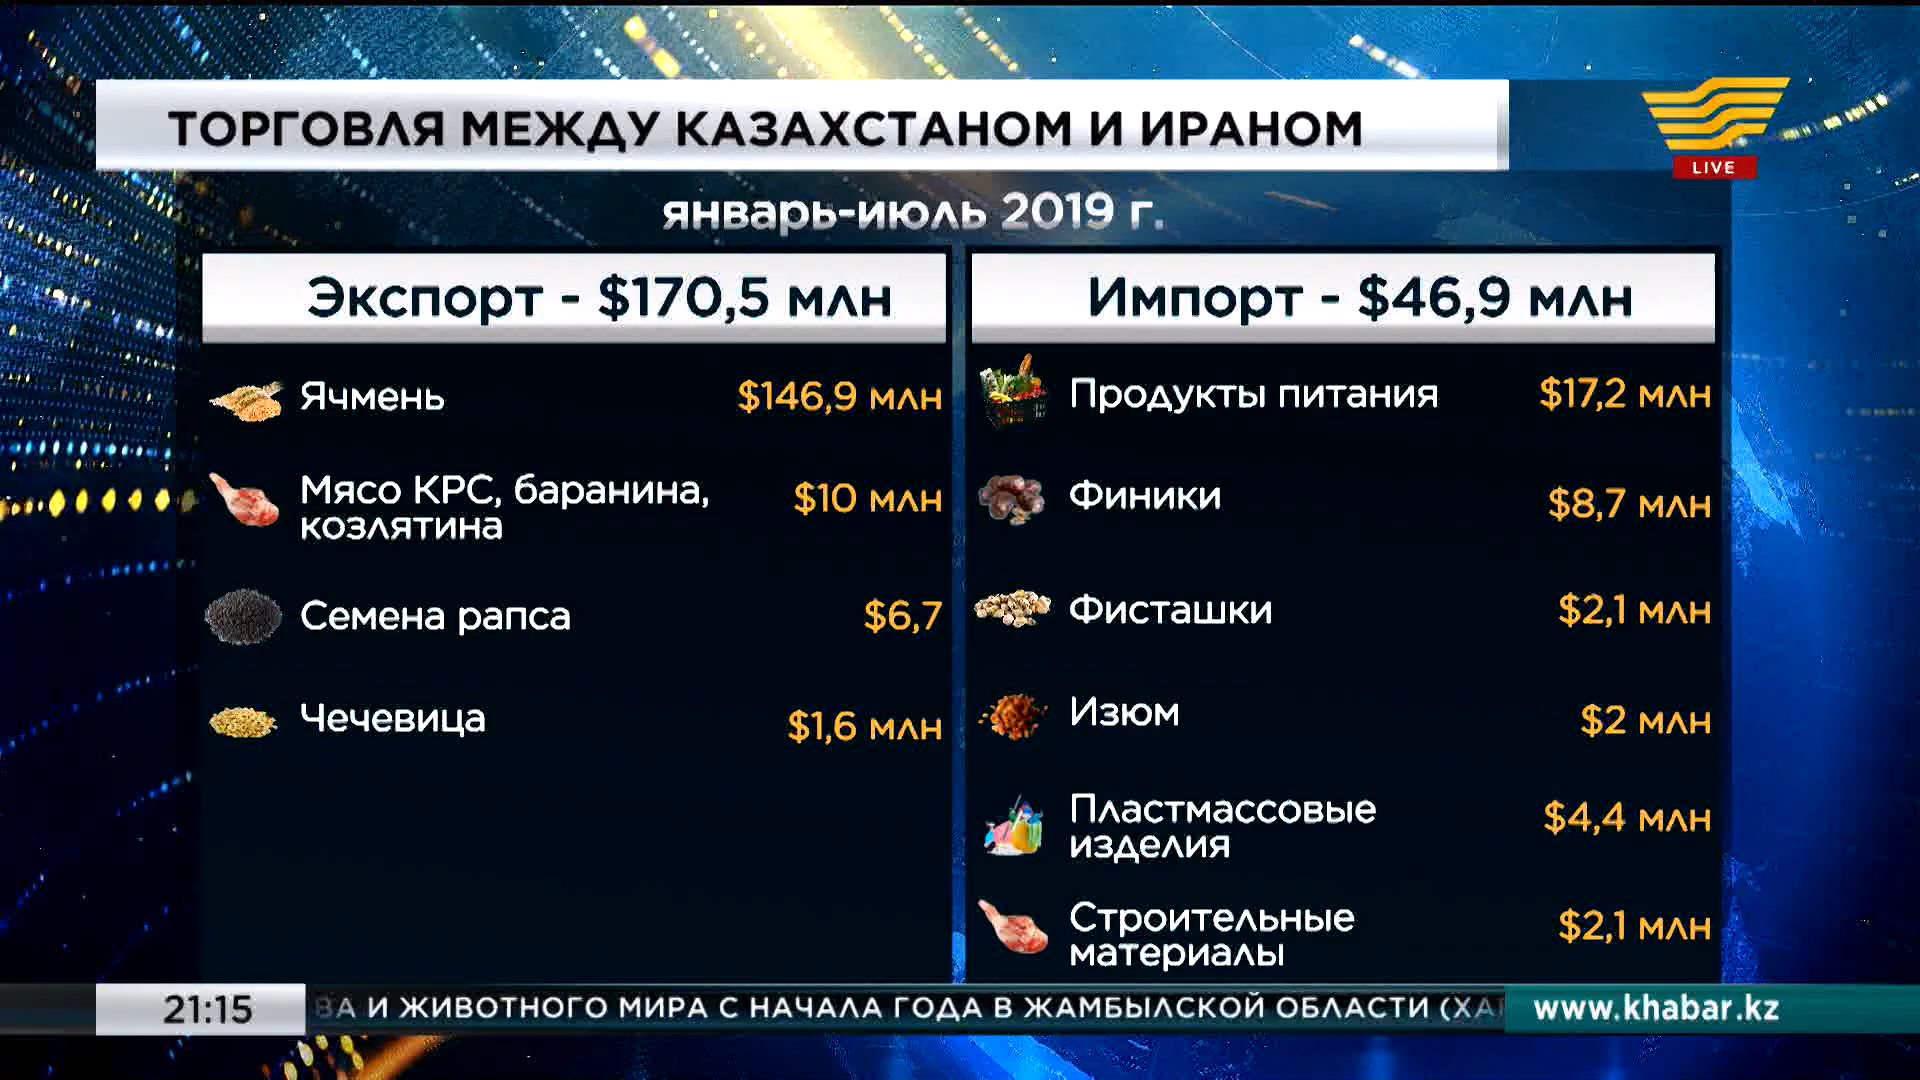 ТОРГОВЛЯ МЕЖДУ КАЗАХСТАНОМ И ИРАНОМ
LIVE
январь-июль 2019 г.
Экспорт - $170,5 млн
Ячмень $146,9 млн
Мясо КРС, баранина,
козлятина
$10 млн
Семена рапса $6,7
Чечевица $1,6 млн
Импорт - $46,9 млн
Продукты питания $17,2 млн
Финики $8,7 млн
Фисташки $2,1 млн
Изюм $2 млн
Пластмассовые
изделия
$4,4 млн
Строительные
материалы
$2,1 млн
21:15 ВА И ЖИВОТНОГО МИРА С НАЧАЛА ГОДА В ЖАМБЫЛСКОЙ ОБЛАСТИ (ХА www.khabar.kz